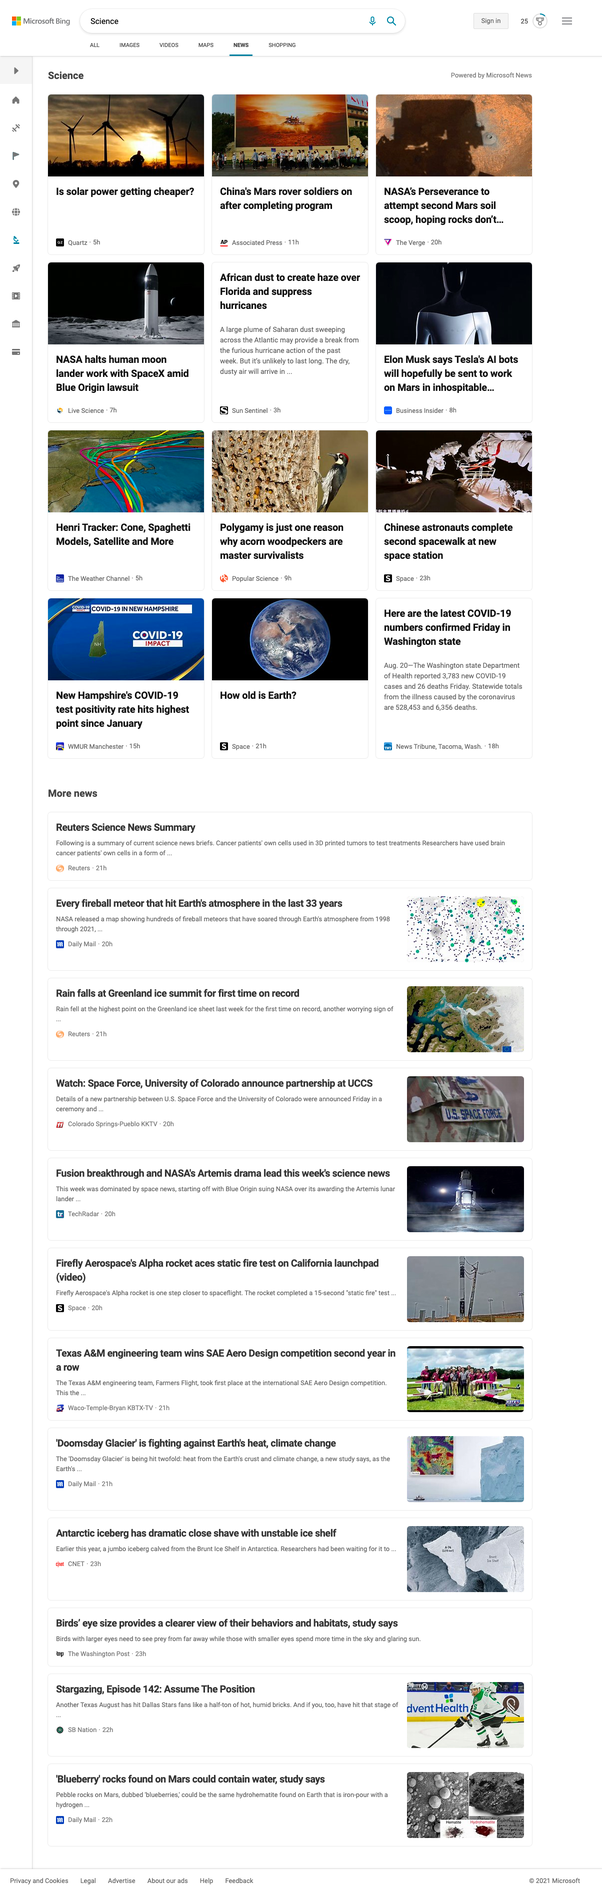 Microsoft Bing
Science
Sign in
25
ALL
IMAGES
VIDEOS
MAPS
NEWS
SHOPPING
Science
Powered by Microsoft News
Is solar power getting cheaper?
Quartz · 5h
China's Mars rover soldiers on
after completing program
AP
Associated Press · 11h
NASA's Perseverance to
attempt second Mars soil
scoop, hoping rocks don't...
The Verge · 20h
NASA halts human moon
lander work with SpaceX amid
Blue Origin lawsuit
Live Science · 7h
African dust to create haze over
Florida and suppress
hurricanes
A large plume of Saharan dust sweeping
across the Atlantic may provide a break from
the furious hurricane action of the past
week. But it's unlikely to last long. The dry,
dusty air will arrive in ...
Sun Sentinel · 3h
Elon Musk says Tesla's AI bots
will hopefully be sent to work
on Mars in inhospitable...
Business Insider · 8h
Henri Tracker: Cone, Spaghetti
Models, Satellite and More
The Weather Channel · 5h
Polygamy is just one reason
why acorn woodpeckers are
master survivalists
Popular Science · 9h
Chinese astronauts complete
second spacewalk at new
space station
Space · 23h
COVID-19 IN NEW HAMPSHIRE
NH
COVID-19
IMPACT
New Hampshire's COVID-19
test positivity rate hits highest
point since January
WMUR Manchester · 15h
How old is Earth?
Space · 21h
Here are the latest COVID-19
numbers confirmed Friday in
Washington state
Aug. 20—The Washington state Department
of Health reported 3,783 new COVID-19
cases and 26 deaths Friday. Statewide totals
from the illness caused by the coronavirus
are 528,453 and 6,356 deaths.
News Tribune, Tacoma, Wash. · 18h
More news
Reuters Science News Summary
Following is a summary of current science news briefs. Cancer patients' own cells used in 3D printed tumors to test treatments Researchers have used brain
cancer patients' own cells in a form of ...
Reuters · 21h
Every fireball meteor that hit Earth's atmosphere in the last 33 years
NASA released a map showing hundreds of fireball meteors that have soared through Earth's atmosphere from 1998
through 2021, ...
Daily Mail · 20h
Rain falls at Greenland ice summit for first time on record
Rain fell at the highest point on the Greenland ice sheet last week for the first time on record, another worrying sign of
...
Reuters · 21h
Watch: Space Force, University of Colorado announce partnership at UCCS
Details of a new partnership between U.S. Space Force and the University of Colorado were announced Friday in a
ceremony and ...
Colorado Springs-Pueblo KKTV · 20h
U.S. SPACE FORCE
Fusion breakthrough and NASA's Artemis drama lead this week's science news
This week was dominated by space news, starting off with Blue Origin suing NASA over its awarding the Artemis lunar
lander ...
tr
TechRadar · 20h
Firefly Aerospace's Alpha rocket aces static fire test on California launchpad
(video)
Firefly Aerospace's Alpha rocket is one step closer to spaceflight. The rocket completed a 15-second "static fire" test ...
Space · 20h
Texas A&M engineering team wins SAE Aero Design competition second year in
a row
The Texas A&M engineering team, Farmers Flight, took first place at the international SAE Aero Design competition.
This the ...
Waco-Temple-Bryan KBTX-TV · 21h
'Doomsday Glacier' is fighting against Earth's heat, climate change
The 'Doomsday Glacier' is being hit twofold: heat from the Earth's crust and climate change, a new study says, as the
Earth's ...
Daily Mail · 21h
Antarctic iceberg has dramatic close shave with unstable ice shelf
Earlier this year, a jumbo iceberg calved from the Brunt Ice Shelf in Antarctica. Researchers had been waiting for it to ...
CNET · 23h
Birds' eye size provides a clearer view of their behaviors and habitats, study says
Birds with larger eyes need to see prey from far away while those with smaller eyes spend more time in the sky and glaring sun.
wp
The Washington Post · 23h
Stargazing, Episode 142: Assume The Position
Another Texas August has hit Dallas Stars fans like a half-ton of hot, humid bricks. And if you, too, have hit that stage of
...
SB Nation · 22h
dventHealth
'Blueberry' rocks found on Mars could contain water, study says
Pebble rocks on Mars, dubbed 'blueberries,' could be the same hydrohematite found on Earth that is iron-pour with a
hydrogen ...
Daily Mail · 22h
Hematite
Hydrohematite
Privacy and Cookies
Legal
Advertise
About our ads
Help
Feedback
© 2021 Microsoft